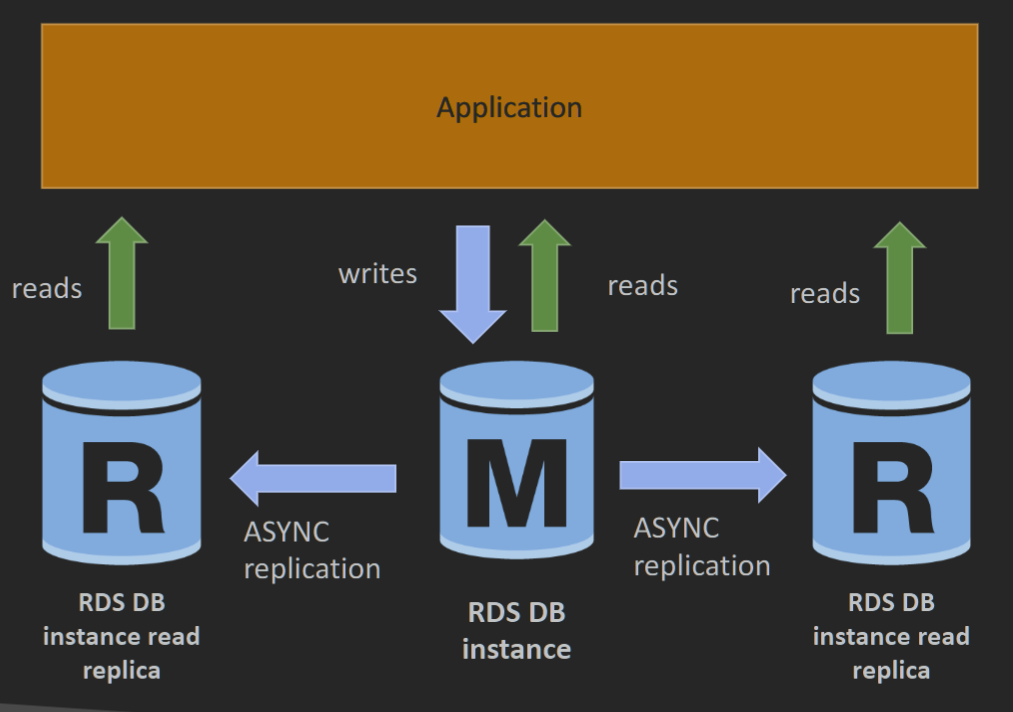 Application
reads
writes
reads
reads
R
M
R
ASYNC
replication
ASYNC
replication
RDS DB
instance read
replica
RDS DB
instance
RDS DB
instance read
replica